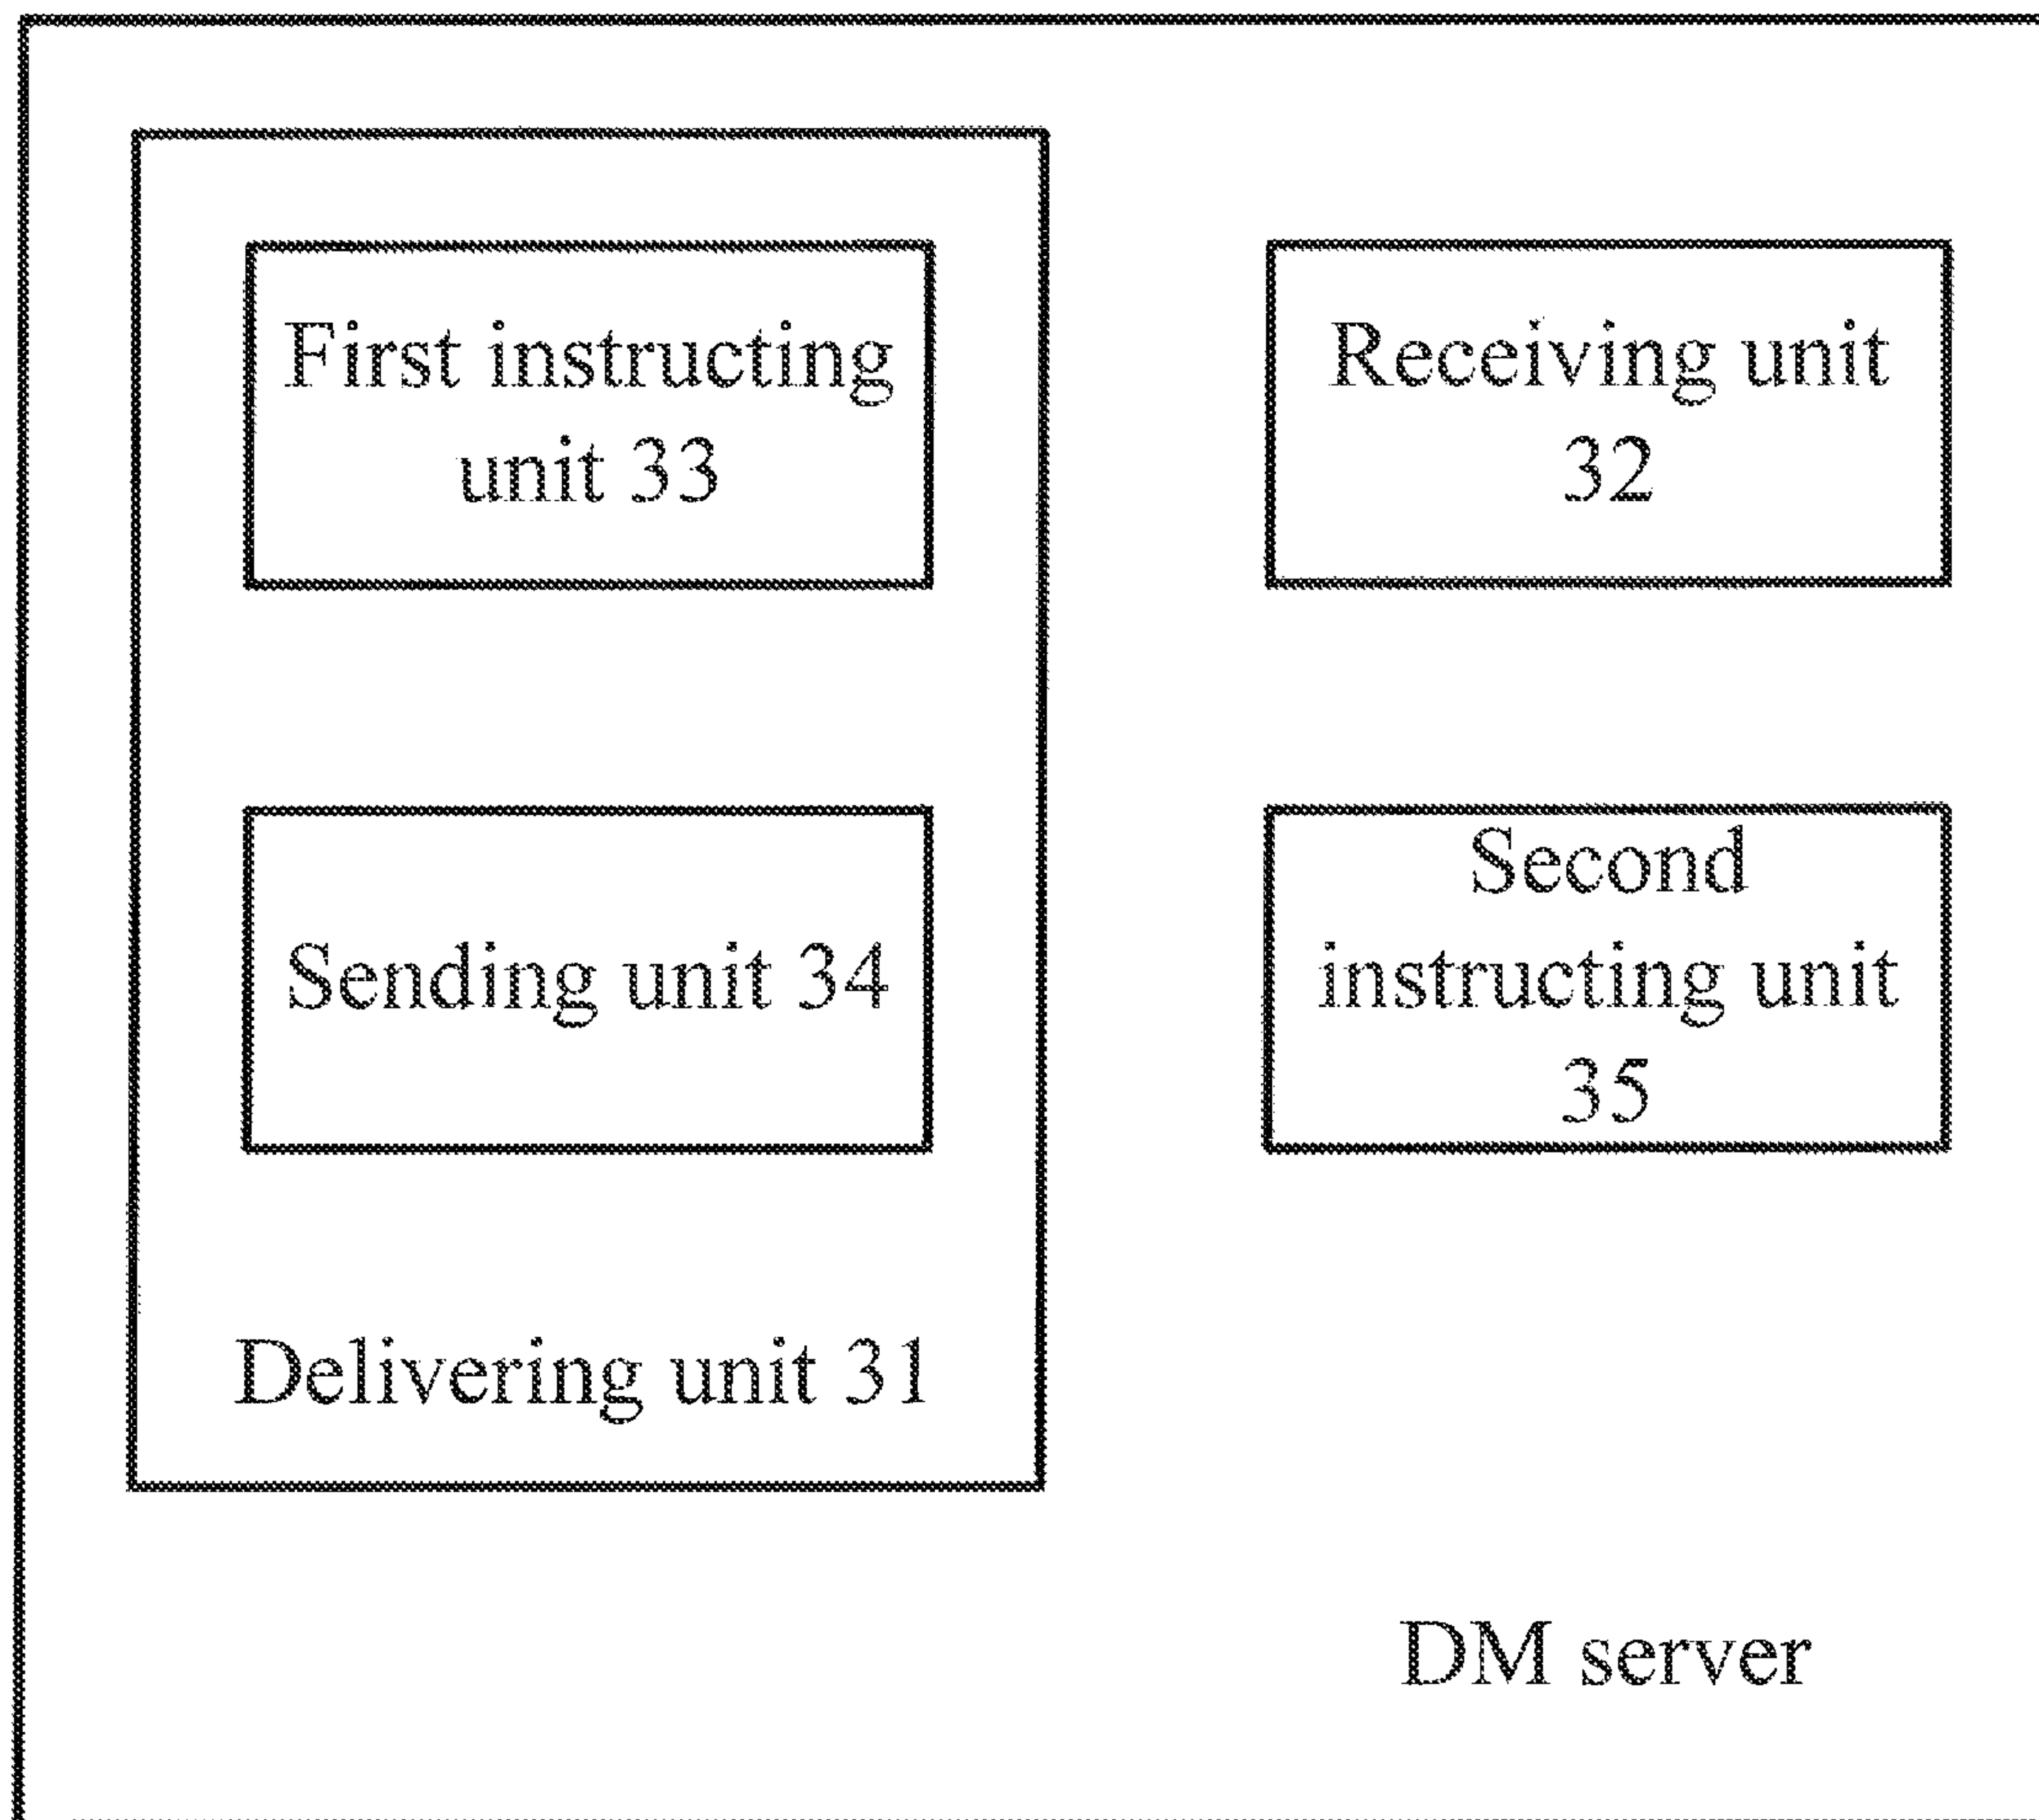 First instructing
unit 33
Receiving unit
32
Sending unit 34
Second
instructing unit
35
Delivering unit 31
DM server